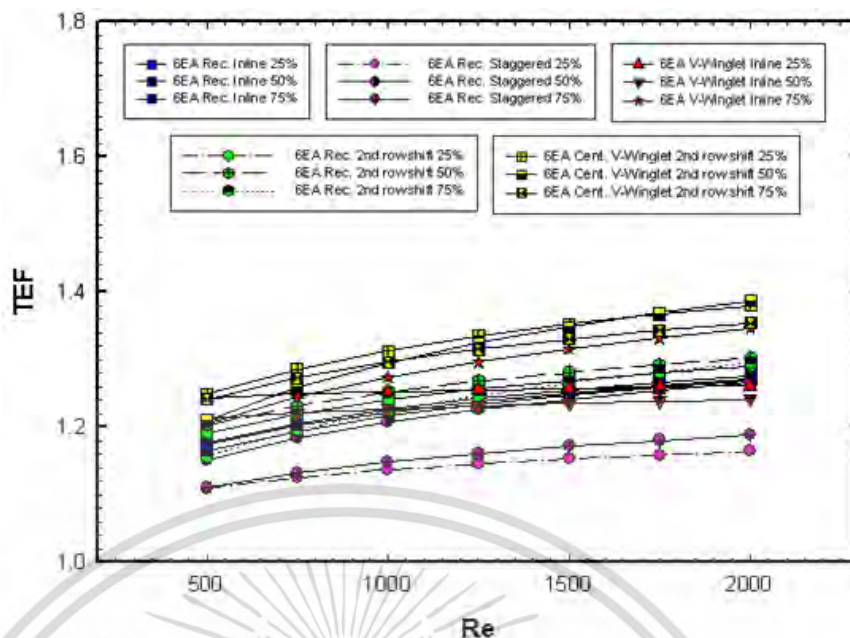 1.8
6EA Rec. Inline 25%
6EA Rec. Inline 50%
6EA Rec. Inline 75%
6EA Rec. Staggered 25%
6EA Rec. Staggered 50%
6EA Rec. Staggered 75%
6EA V-Winglet Inline 25%
6EA V-Winglet Inline 50%
6EA V-Winglet Inline 75%
6EA Rec. 2nd rowshift 25%
6EA Rec. 2nd rowshift 50%
6EA Rec. 2nd rowshift 75%
6EA Cent. V-Winglet 2nd rowshift 25%
6EA Cent. V-Winglet 2nd rowshift 50%
6EA Cent. V-Winglet 2nd rowshift 75%
1.6
TEF
1.4
1.2
1.0
500 1000 1500 2000
Re